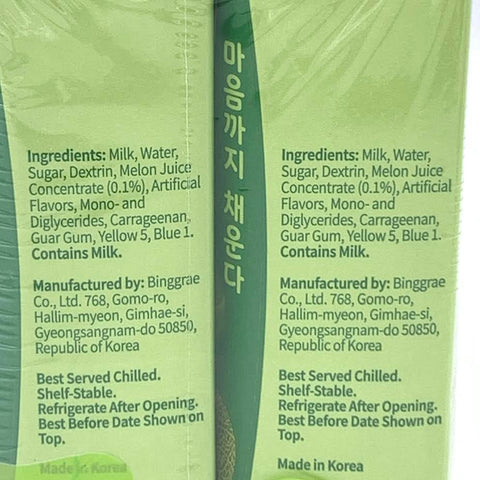 Ingredients: Milk, Water,
Sugar, Dextrin, Melon Juice
Concentrate (0.1%), Artificial
Flavors, Mono- and
Diglycerides, Carrageenan,
Guar Gum, Yellow 5, Blue 1.
Contains Milk.
Manufactured by: Binggrae
Co., Ltd. 768, Gomo-ro,
Hallim-myeon, Gimhae-si,
Gyeongsangnam-do 50850,
Republic of Korea
Best Served Chilled.
Shelf-Stable.
Refrigerate After Opening.
Best Before Date Shown on
Top.
Made in Korea
마음까지 채운다
Ingredients: Milk, Water,
Sugar, Dextrin, Melon Juice
Concentrate (0.1%), Artificial
Flavors, Mono- and
Diglycerides, Carrageenan,
Guar Gum, Yellow 5, Blue 1.
Contains Milk.
Manufactured by: Binggrae
Co., Ltd. 768, Gomo-ro,
Hallim-myeon, Gimhae-si,
Gyeongsangnam-do 50850,
Republic of Korea
Best Served Chilled.
Shelf-Stable.
Refrigerate After Opening.
Best Before Date Shown on
Top.
Made in Korea